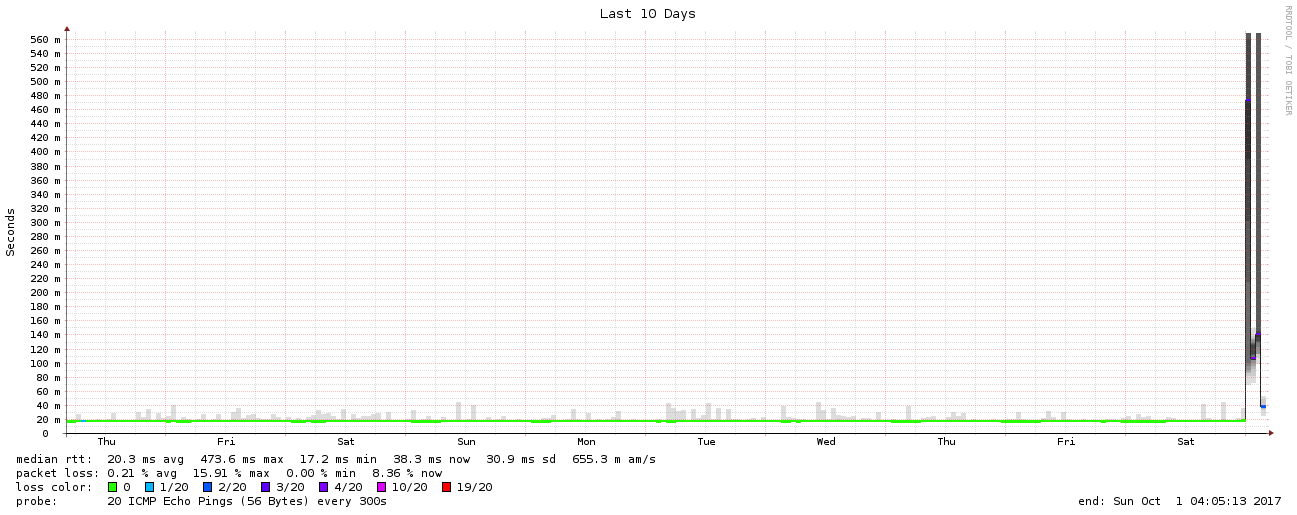 Last 10 Days
RRDTOOL / TOBI OETIKER
Seconds
560 m
540 m
520 m
500 m
480 m
460 m
440 m
420 m
400 m
380 m
360 m
340 m
320 m
300 m
280 m
260 m
240 m
220 m
200 m
180 m
160 m
140 m
120 m
100 m
80 m
60 m
40 m
20 m
0
Thu Fri Sat Sun Mon Tue Wed Thu Fri Sat
median rtt: 20.3 ms avg 473.6 ms max 17.2 ms min 38.3 ms now 30.9 ms sd 655.3 m am/s
packet loss: 0.21 % avg 15.91 % max 0.00 % min 8.36 % now
loss color: 0 1/20 2/20 3/20 4/20 10/20 19/20
probe: 20 ICMP Echo Pings (56 Bytes) every 300s
end: Sun Oct 1 04:05:13 2017